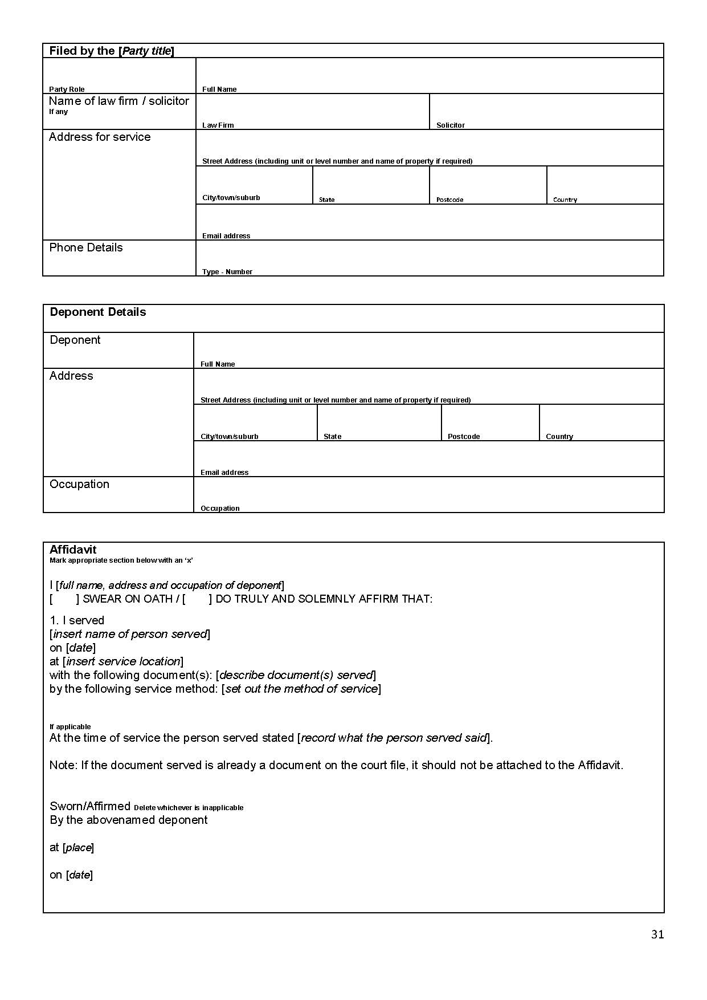 Filed by the [Party title]
Party Role Full Name
Name of law firm / solicitor
If any
Law Firm Solicitor
Address for service
Street Address (including unit or level number and name of property if required)
City/town/suburb State Postcode Country
Email address
Phone Details
Type - Number
Deponent Details
Deponent
Full Name
Address
Street Address (including unit or level number and name of property if required)
City/town/suburb State Postcode Country
Email address
Occupation
Occupation
Affidavit
Mark appropriate section below with an ‘x’
I [full name, address and occupation of deponent]
[ ] SWEAR ON OATH / [ ] DO TRULY AND SOLEMNLY AFFIRM THAT:
1. I served
[insert name of person served]
on [date]
at [insert service location]
with the following document(s): [describe document(s) served]
by the following service method: [set out the method of service]
If applicable
At the time of service the person served stated [record what the person served said].
Note: If the document served is already a document on the court file, it should not be attached to the Affidavit.
Sworn/Affirmed Delete whichever is inapplicable
By the abovenamed deponent
at [place]
on [date]
31